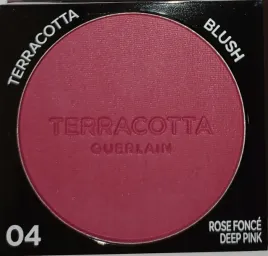 TERRACOTTA
BLUSH
TERRACOTTA
GUERLAIN
04
ROSE FONCÉ
DEEP PINK